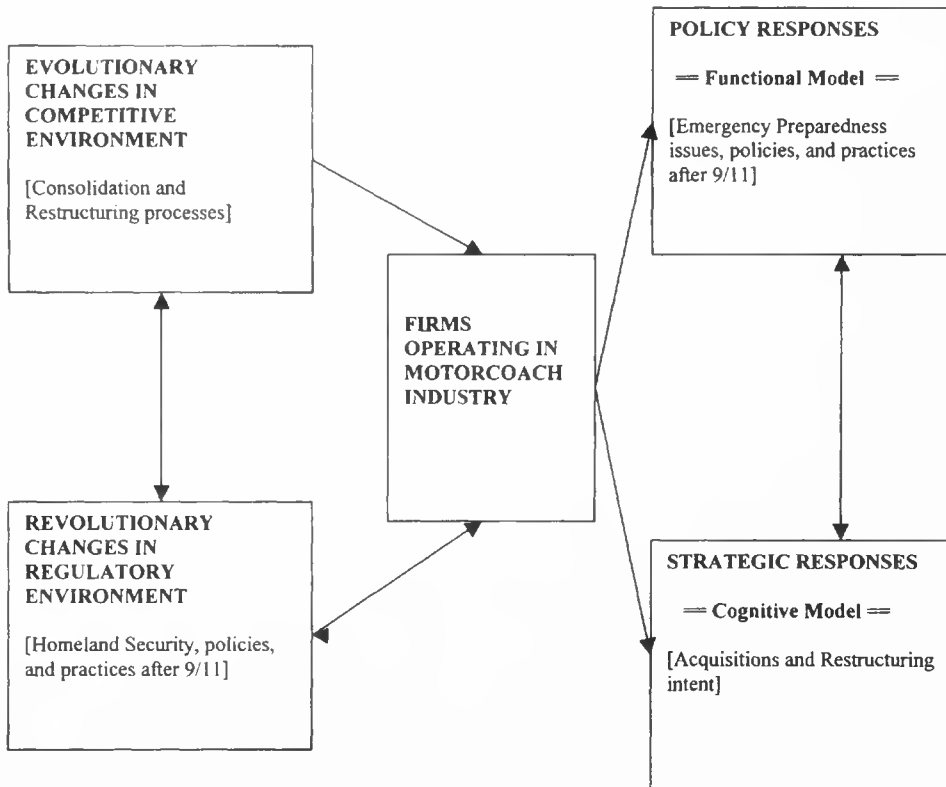 EVOLUTIONARY
CHANGES IN
COMPETITIVE
ENVIRONMENT
[Consolidation and
Restructuring processes]
REVOLUTIONARY
CHANGES IN
REGULATORY
ENVIRONMENT
[Homeland Security, policies,
and practices after 9/11]
FIRMS
OPERATING IN
MOTORCOACH
INDUSTRY
POLICY RESPONSES
== Functional Model ==
[Emergency Preparedness
issues, policies, and practices
after 9/11]
STRATEGIC RESPONSES
== Cognitive Model ==
[Acquisitions and Restructuring
intent]